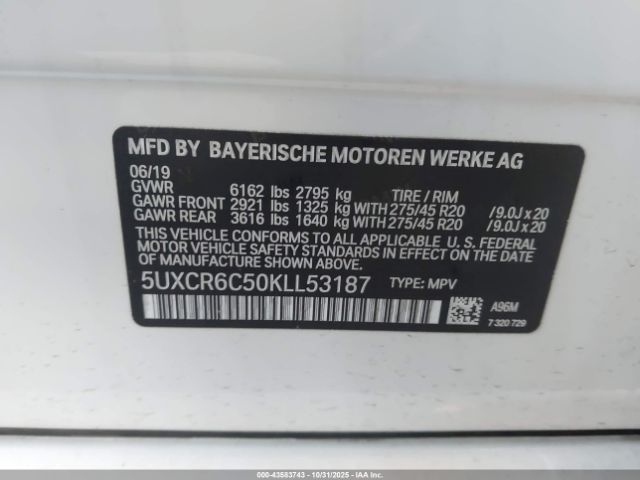 MFD BY BAYERISCHE MOTOREN WERKE AG
06/19
GVWR 6162 lbs 2795 kg TIRE / RIM
GAWR FRONT 2921 lbs 1325 kg WITH 275/45 R20 / 9.0J x 20
GAWR REAR 3616 lbs 1640 kg WITH 275/45 R20 / 9.0J x 20
THIS VEHICLE CONFORMS TO ALL APPLICABLE U. S. FEDERAL
MOTOR VEHICLE SAFETY STANDARDS IN EFFECT ON THE DATE
OF MANUFACTURE SHOWN ABOVE.
5UXCR6C50KLL53187 TYPE: MPV
A96M
7 320 729
000-43583743 - 10/31/2025 - IAAI.CA